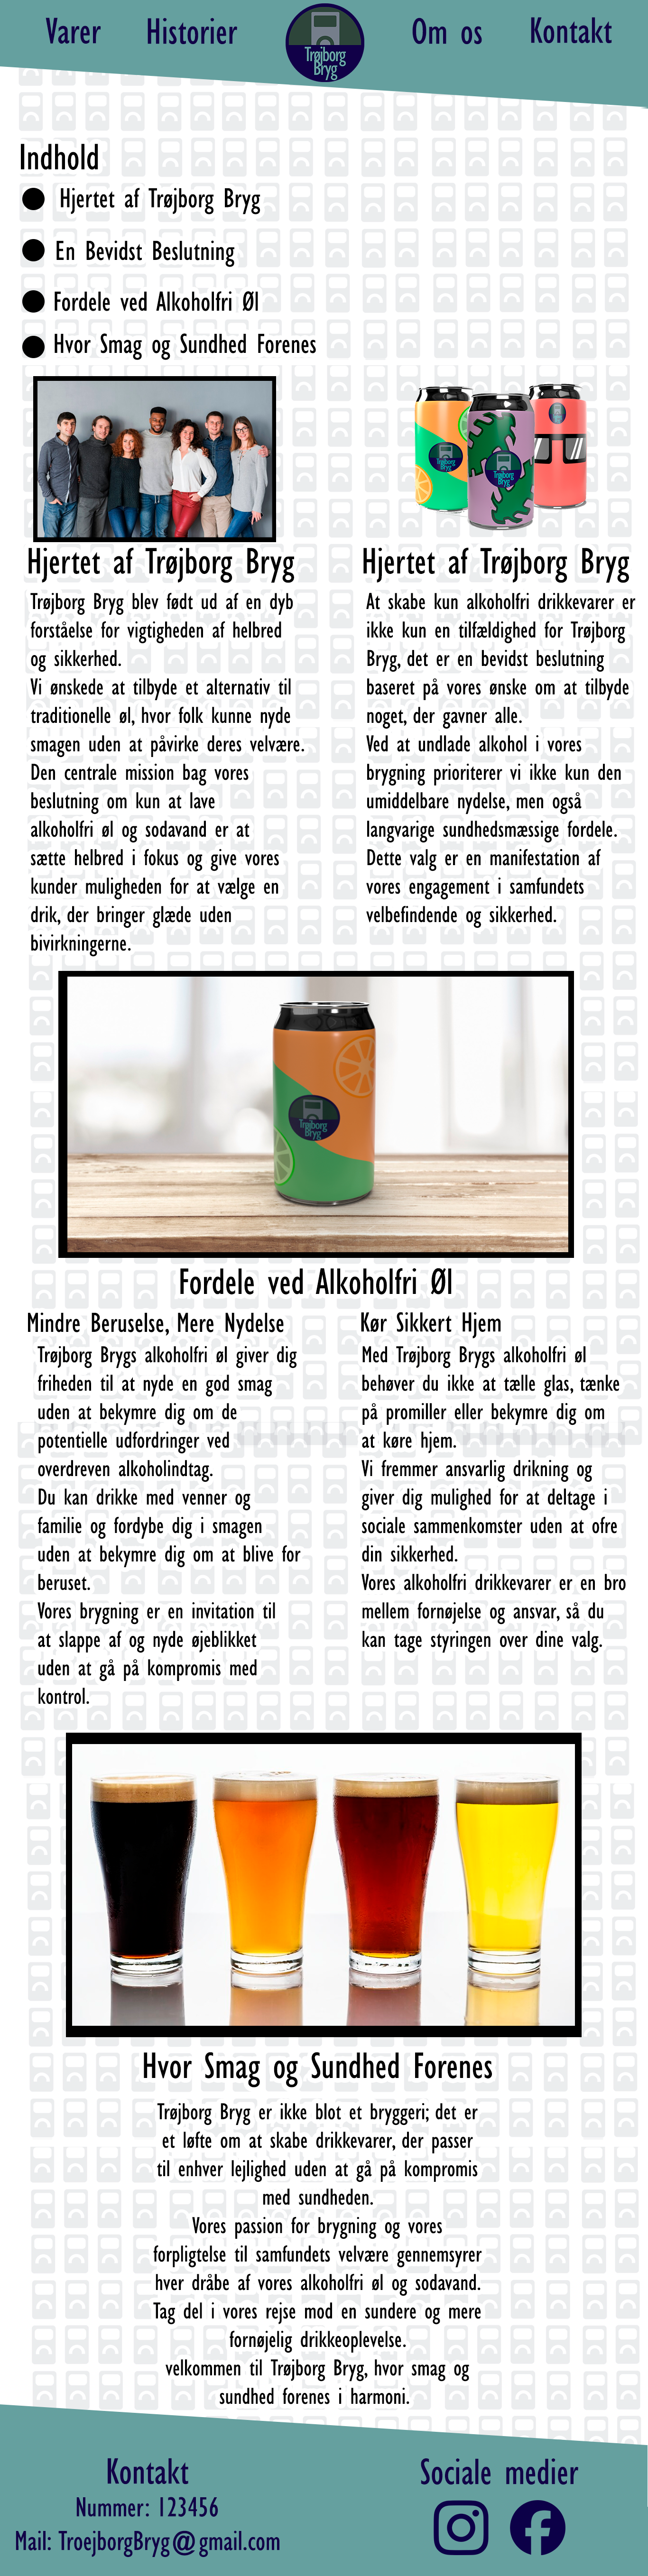 Varer Historier Trøjborg Bryg Om os Kontakt
Indhold
Hjertet af Trøjborg Bryg
En Bevidst Beslutning
Fordele ved Alkoholfri Øl
Hvor Smag og Sundhed Forenes
Trøjborg
Bryg
Trøjborg
Bryg
Hjertet af Trøjborg Bryg
Trøjborg Bryg blev født ud af en dyb
forståelse for vigtigheden af helbred
og sikkerhed.
Vi ønskede at tilbyde et alternativ til
traditionelle øl, hvor folk kunne nyde
smagen uden at påvirke deres velvære.
Den centrale mission bag vores
beslutning om kun at lave
alkoholfri øl og sodavand er at
sætte helbred i fokus og give vores
kunder muligheden for at vælge en
drik, der bringer glæde uden
bivirkningerne.
Hjertet af Trøjborg Bryg
At skabe kun alkoholfri drikkevarer er
ikke kun en tilfældighed for Trøjborg
Bryg, det er en bevidst beslutning
baseret på vores ønske om at tilbyde
noget, der gavner alle.
Ved at undlade alkohol i vores
brygning prioriterer vi ikke kun den
umiddelbare nydelse, men også
langvarige sundhedsmæssige fordele.
Dette valg er en manifestation af
vores engagement i samfundets
velbefindende og sikkerhed.
Trøjborg
Bryg
Fordele ved Alkoholfri Øl
Mindre Beruselse, Mere Nydelse
Trøjborg Brygs alkoholfri øl giver dig
friheden til at nyde en god smag
uden at bekymre dig om de
potentielle udfordringer ved
overdreven alkoholindtag.
Du kan drikke med venner og
familie og fordybe dig i smagen
uden at bekymre dig om at blive for
beruset.
Vores brygning er en invitation til
at slappe af og nyde øjeblikket
uden at gå på kompromis med
kontrol.
Kør Sikkert Hjem
Med Trøjborg Brygs alkoholfri øl
behøver du ikke at tælle glas, tænke
på promiller eller bekymre dig om
at køre hjem.
Vi fremmer ansvarlig drikning og
giver dig mulighed for at deltage i
sociale sammenkomster uden at ofre
din sikkerhed.
Vores alkoholfri drikkevarer er en bro
mellem fornøjelse og ansvar, så du
kan tage styringen over dine valg.
Hvor Smag og Sundhed Forenes
Trøjborg Bryg er ikke blot et bryggeri; det er
et løfte om at skabe drikkevarer, der passer
til enhver lejlighed uden at gå på kompromis
med sundheden.
Vores passion for brygning og vores
forpligtelse til samfundets velvære gennemsyrer
hver dråbe af vores alkoholfri øl og sodavand.
Tag del i vores rejse mod en sundere og mere
fornøjelig drikkeoplevelse.
velkommen til Trøjborg Bryg, hvor smag og
sundhed forenes i harmoni.
Kontakt
Nummer: 123456
Mail: TroejborgBryg@gmail.com
Sociale medier